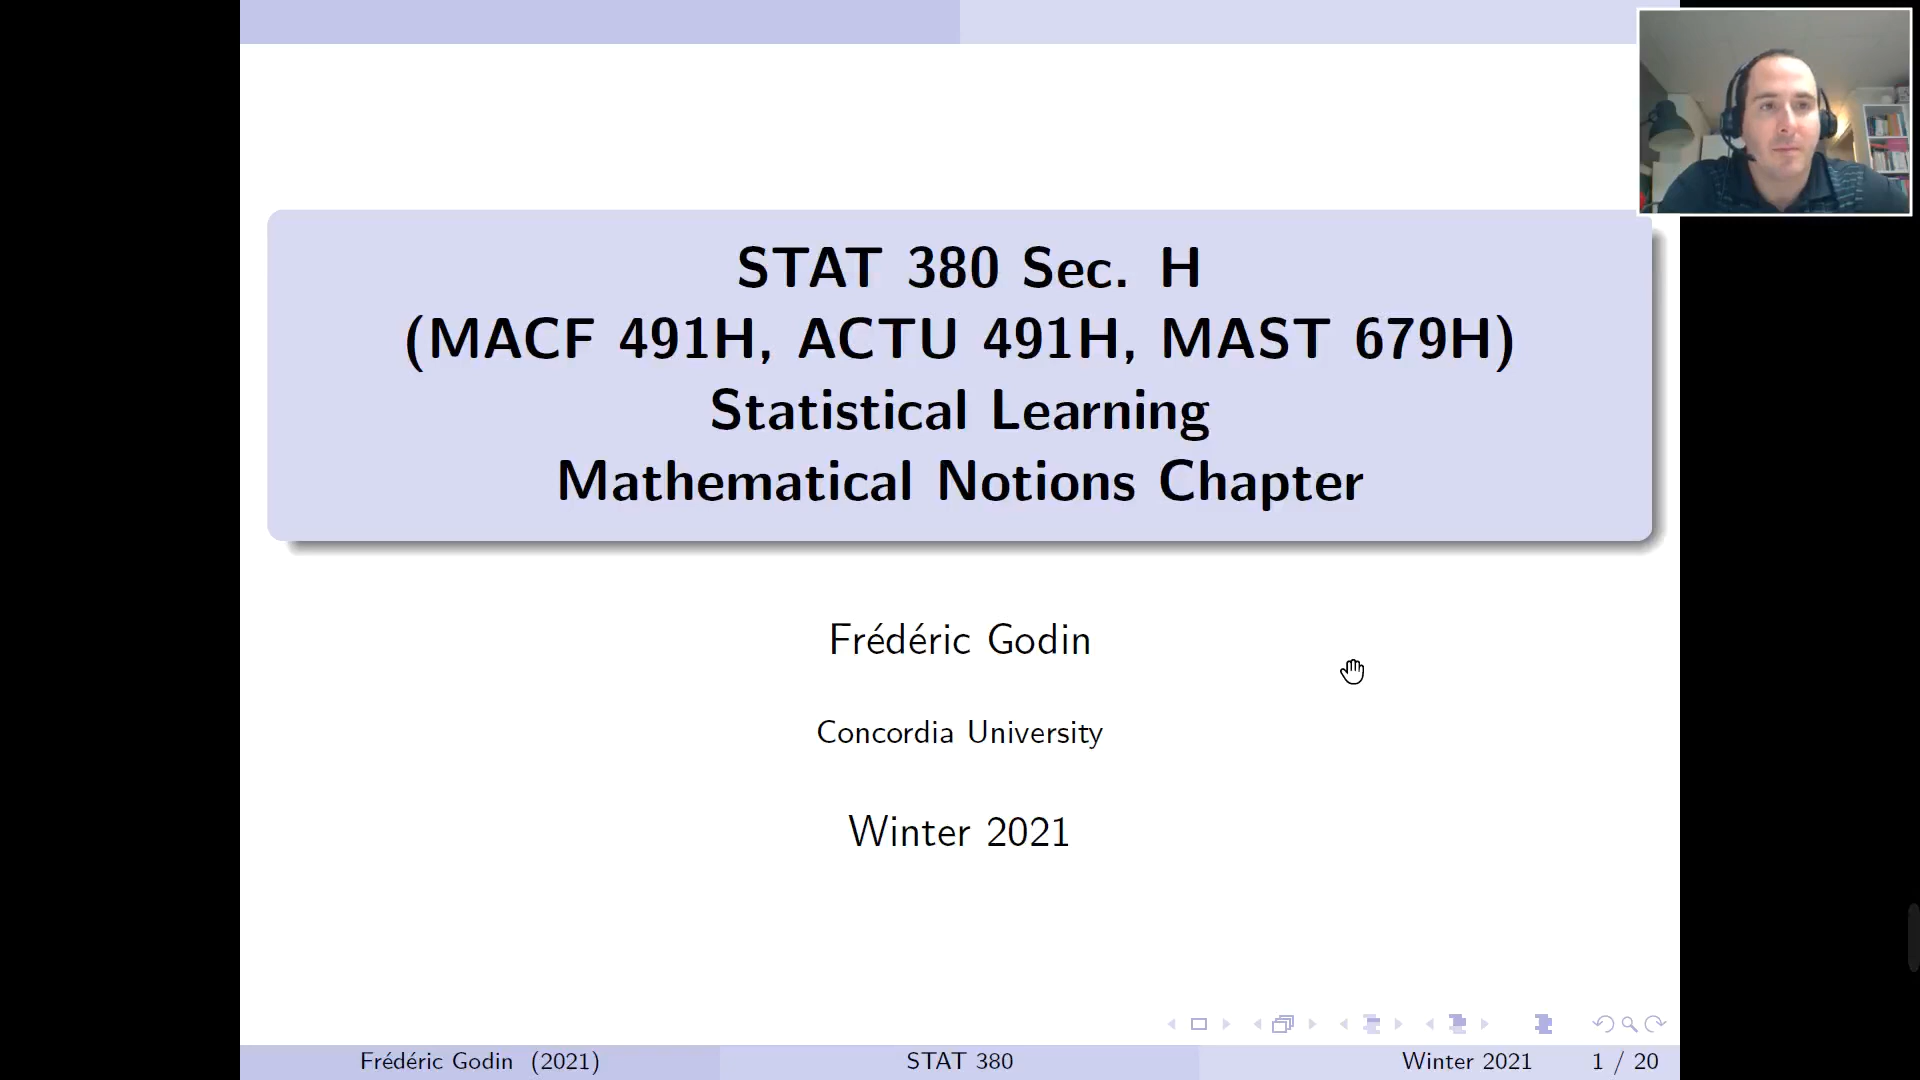 STAT 380 Sec. H
(MACF 491H, ACTU 491H, MAST 679H)
Statistical Learning
Mathematical Notions Chapter
Frédéric Godin
Concordia University
Winter 2021
Frédéric Godin (2021) STAT 380 Winter 2021 1 / 20